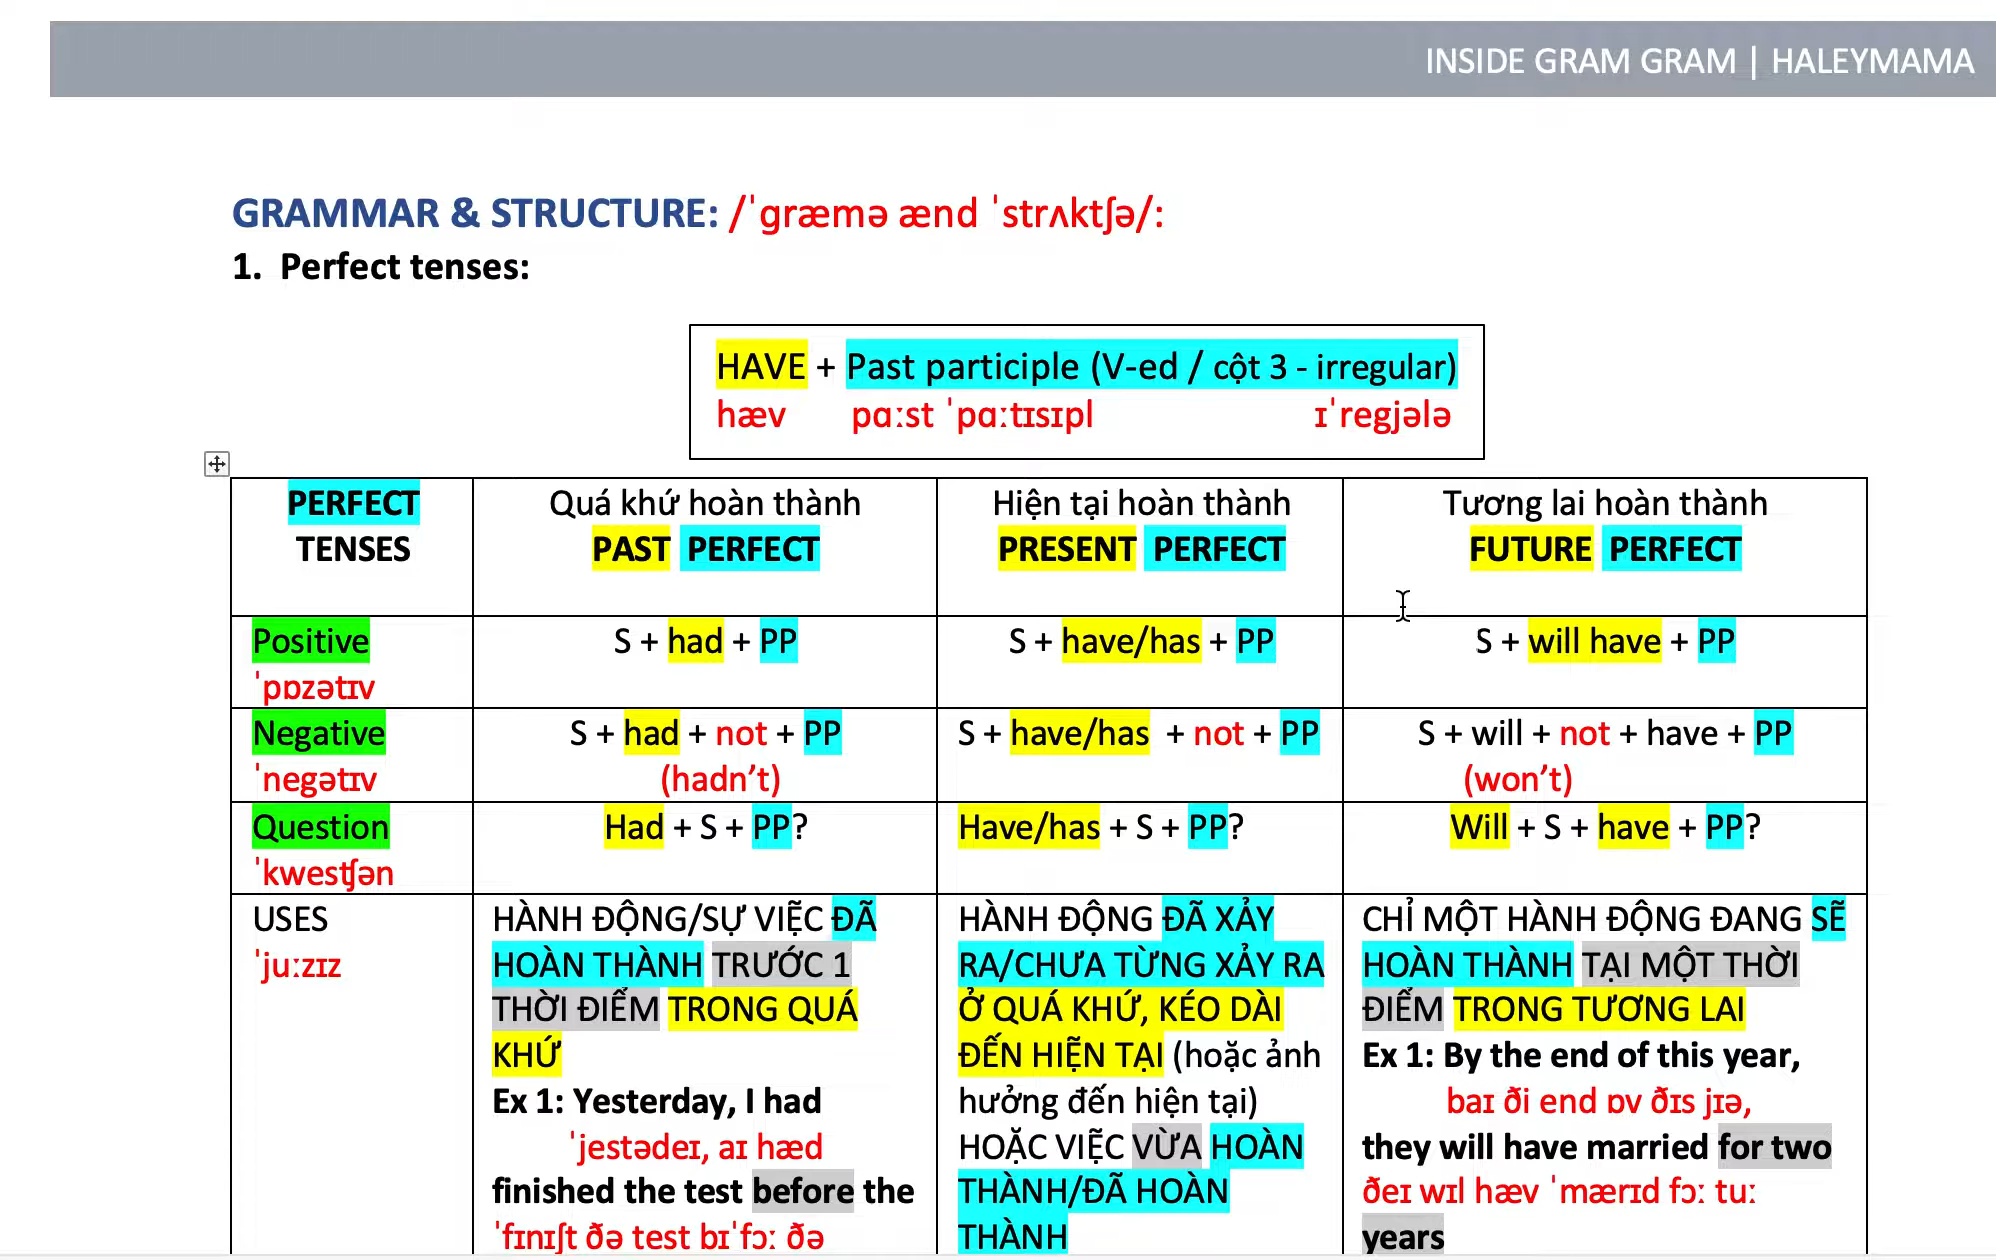 INSIDE GRAM GRAM | HALEYMAMA
GRAMMAR & STRUCTURE: /ˈɡræmə ænd ˈstrʌktʃə/:
1. Perfect tenses:
HAVE + Past participle (V-ed / cột 3 - irregular)
hæv pɑːst ˈpɑːtɪsɪpl ɪˈregjələ
PERFECT
TENSES
Quá khứ hoàn thành
PAST PERFECT
Hiện tại hoàn thành
PRESENT PERFECT
Tương lai hoàn thành
FUTURE PERFECT
Positive
ˈpɒzətɪv
S + had + PP
S + have/has + PP
S + will have + PP
Negative
ˈnegətɪv
S + had + not + PP
(hadn’t)
S + have/has + not + PP
S + will + not + have + PP
(won’t)
Question
ˈkwesʧən
Had + S + PP?
Have/has + S + PP?
Will + S + have + PP?
USES
ˈjuːzɪz
HÀNH ĐỘNG/SỰ VIỆC ĐÃ
HOÀN THÀNH TRƯỚC 1
THỜI ĐIỂM TRONG QUÁ
KHỨ
Ex 1: Yesterday, I had
ˈjestədeɪ, aɪ hæd
finished the test before the
ˈfɪnɪʃt ðə test bɪˈfɔː ðə
HÀNH ĐỘNG ĐÃ XẢY
RA/CHƯA TỪNG XẢY RA
Ở QUÁ KHỨ, KÉO DÀI
ĐẾN HIỆN TẠI (hoặc ảnh
hưởng đến hiện tại)
HOẶC VIỆC VỪA HOÀN
THÀNH/ĐÃ HOÀN
THÀNH
CHỈ MỘT HÀNH ĐỘNG ĐANG SẼ
HOÀN THÀNH TẠI MỘT THỜI
ĐIỂM TRONG TƯƠNG LAI
Ex 1: By the end of this year,
baɪ ði end ɒv ðɪs jɪə,
they will have married for two
ðeɪ wɪl hæv ˈmærɪd fɔː tuː
years